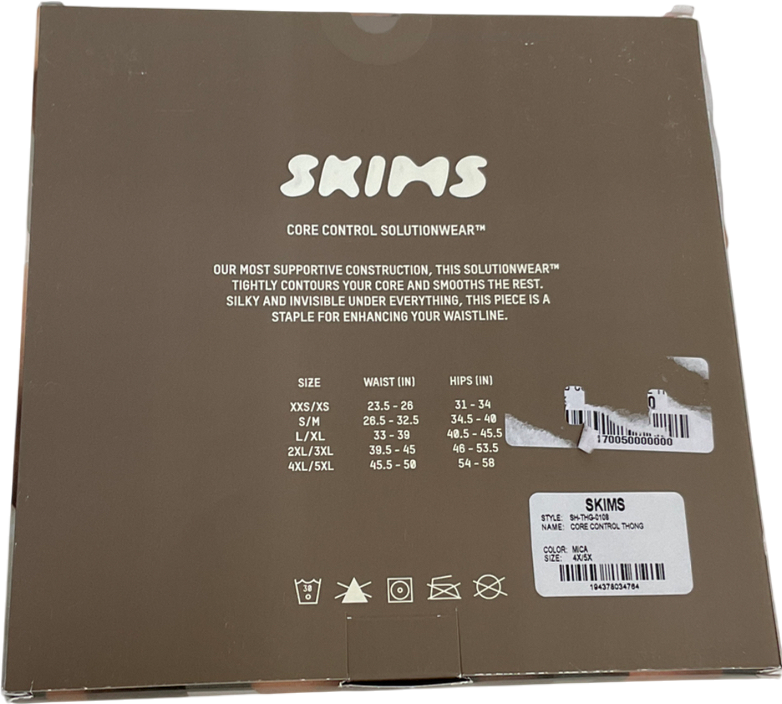 SKIMS
CORE CONTROL SOLUTIONWEAR™
OUR MOST SUPPORTIVE CONSTRUCTION, THIS SOLUTIONWEAR™
TIGHTLY CONTOURS YOUR CORE AND SMOOTHS THE REST.
SILKY AND INVISIBLE UNDER EVERYTHING, THIS PIECE IS A
STAPLE FOR ENHANCING YOUR WAISTLINE.
SIZE WAIST (IN) HIPS (IN)
XXS/XS 23.5 - 26 31 - 34
S/M 26.5 - 32.5 34.5 - 40
L/XL 33 - 39 40.5 - 45.5
2XL/3XL 39.5 - 45 46 - 53.5
4XL/5XL 45.5 - 50 54 - 58
170050000000
SKIMS
STYLE: SH-THG-0108
NAME: CORE CONTROL THONG
COLOR: MICA
SIZE: 4X/5X
194378034764
30